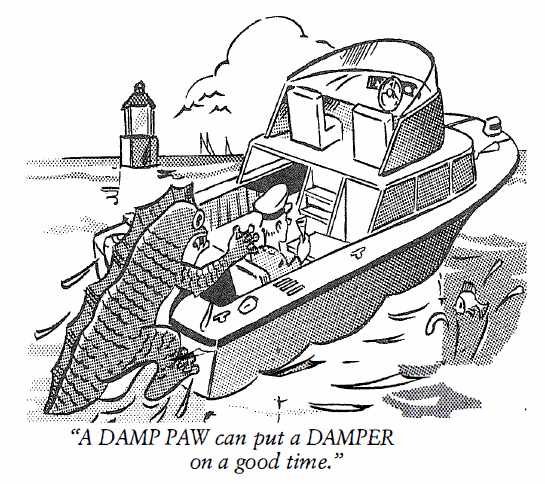 “A DAMP PAW can put a DAMPER
on a good time.”